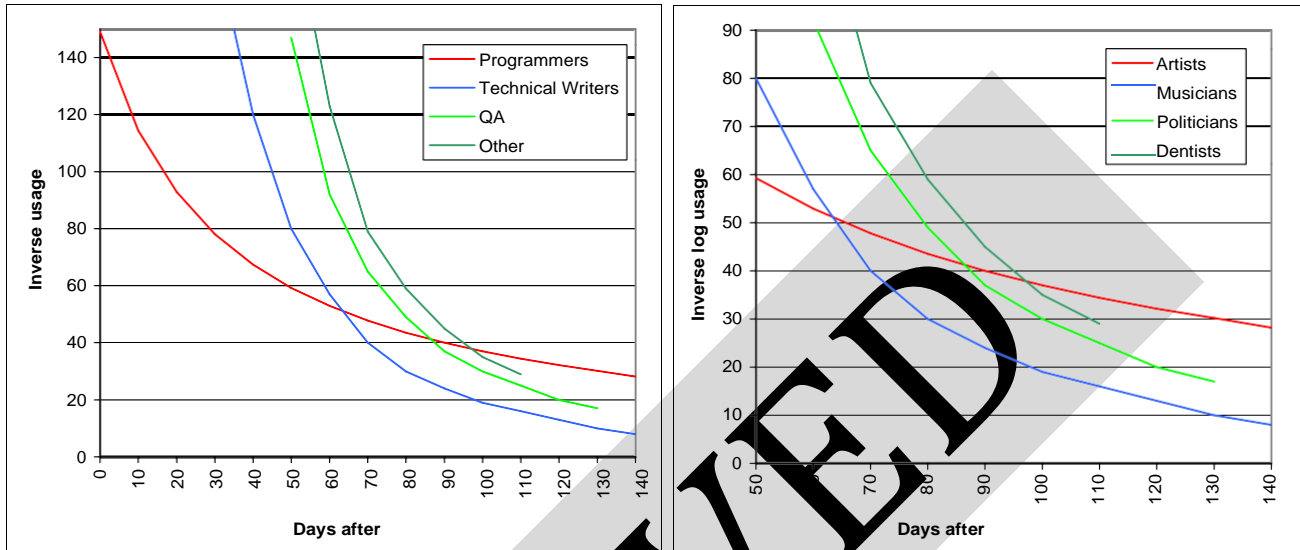 140
120
100
80
60
40
20
0
Inverse usage
Programmers
Technical Writers
QA
Other
0 10 20 30 40 50 60 70 80 90 100 110 120 130 140
Days after
90
80
70
60
50
40
30
20
10
0
Inverse log usage
Artists
Musicians
Politicians
Dentists
50 70 80 90 100 110 120 130 140
Days after
VED